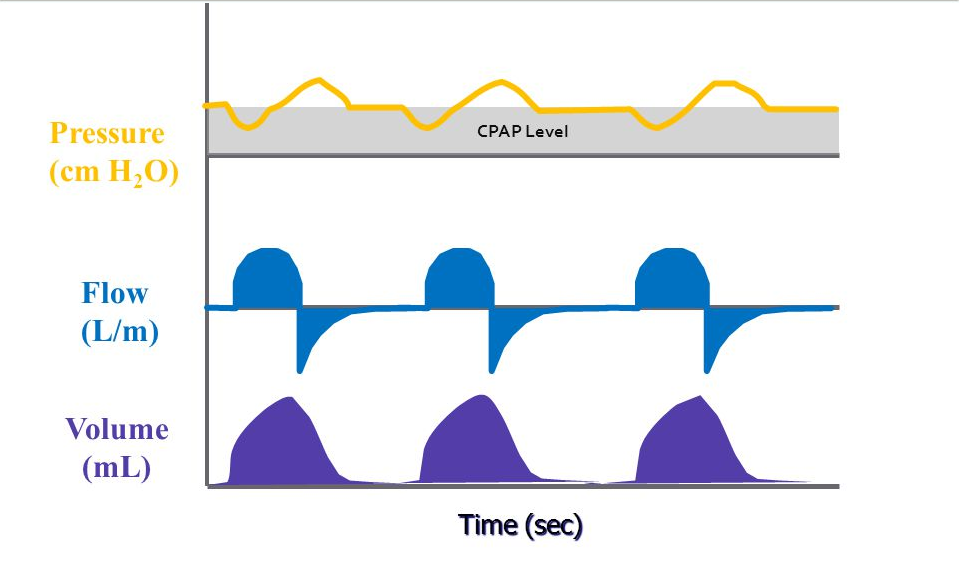 CPAP Level
Pressure
(cm H₂O)
Flow
(L/m)
Volume
(mL)
Time (sec)